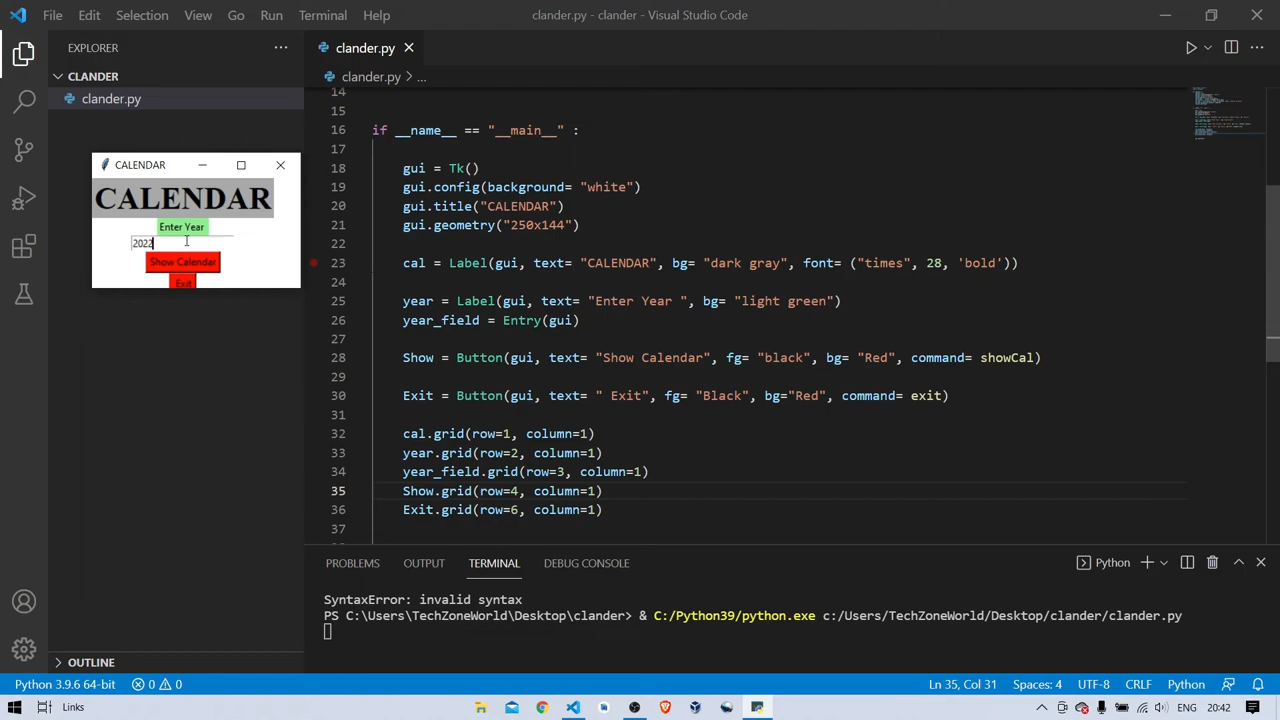 File Edit Selection View Go Run Terminal Help clander.py - clander - Visual Studio Code
EXPLORER
clander.py
CLANDER
clander.py > ...
clander.py
14
15
16 if __name__ == "__main__" :
17
18 gui = Tk()
19 gui.config(background= "white")
20 gui.title("CALENDAR")
21 gui.geometry("250x144")
22
23 cal = Label(gui, text= "CALENDAR", bg= "dark gray", font= ("times", 28, 'bold'))
24
25 year = Label(gui, text= "Enter Year ", bg= "light green")
26 year_field = Entry(gui)
27
28 Show = Button(gui, text= "Show Calendar", fg= "black", bg= "Red", command= showCal)
29
30 Exit = Button(gui, text= " Exit", fg= "Black", bg="Red", command= exit)
31
32 cal.grid(row=1, column=1)
33 year.grid(row=2, column=1)
34 year_field.grid(row=3, column=1)
35 Show.grid(row=4, column=1)
36 Exit.grid(row=6, column=1)
37
CALENDAR
CALENDAR
Enter Year
2022
Show Calendar
Exit
PROBLEMS OUTPUT TERMINAL DEBUG CONSOLE
Python
SyntaxError: invalid syntax
PS C:\Users\TechZoneWorld\Desktop\clander> & C:/Python39/python.exe c:/Users/TechZoneWorld/Desktop/clander/clander.py
OUTLINE
Python 3.9.6 64-bit 0 0 Ln 35, Col 31 Spaces: 4 UTF-8 CRLF Python
Links 20:42